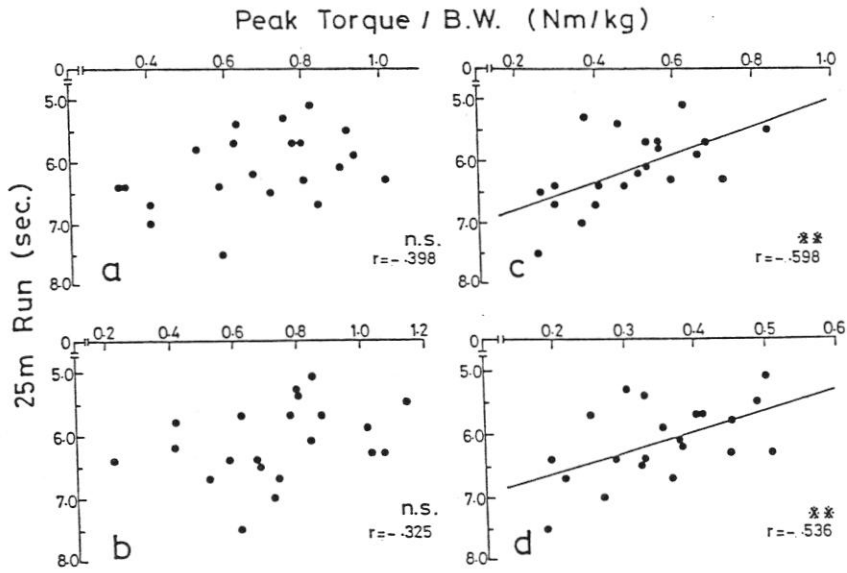 Peak Torque / B.W. (Nm/kg)
25m Run (sec.)
0 0.4 0.6 0.8 1.0
5.0
6.0
7.0
8.0
a
n.s.
r=-.398
0 0.2 0.4 0.6 0.8 1.0
5.0
6.0
7.0
8.0
c
**
r=-.598
0 0.2 0.4 0.6 0.8 1.0 1.2
5.0
6.0
7.0
8.0
b
n.s.
r=-.325
0 0.2 0.3 0.4 0.5 0.6
5.0
6.0
7.0
8.0
d
**
r=-.536